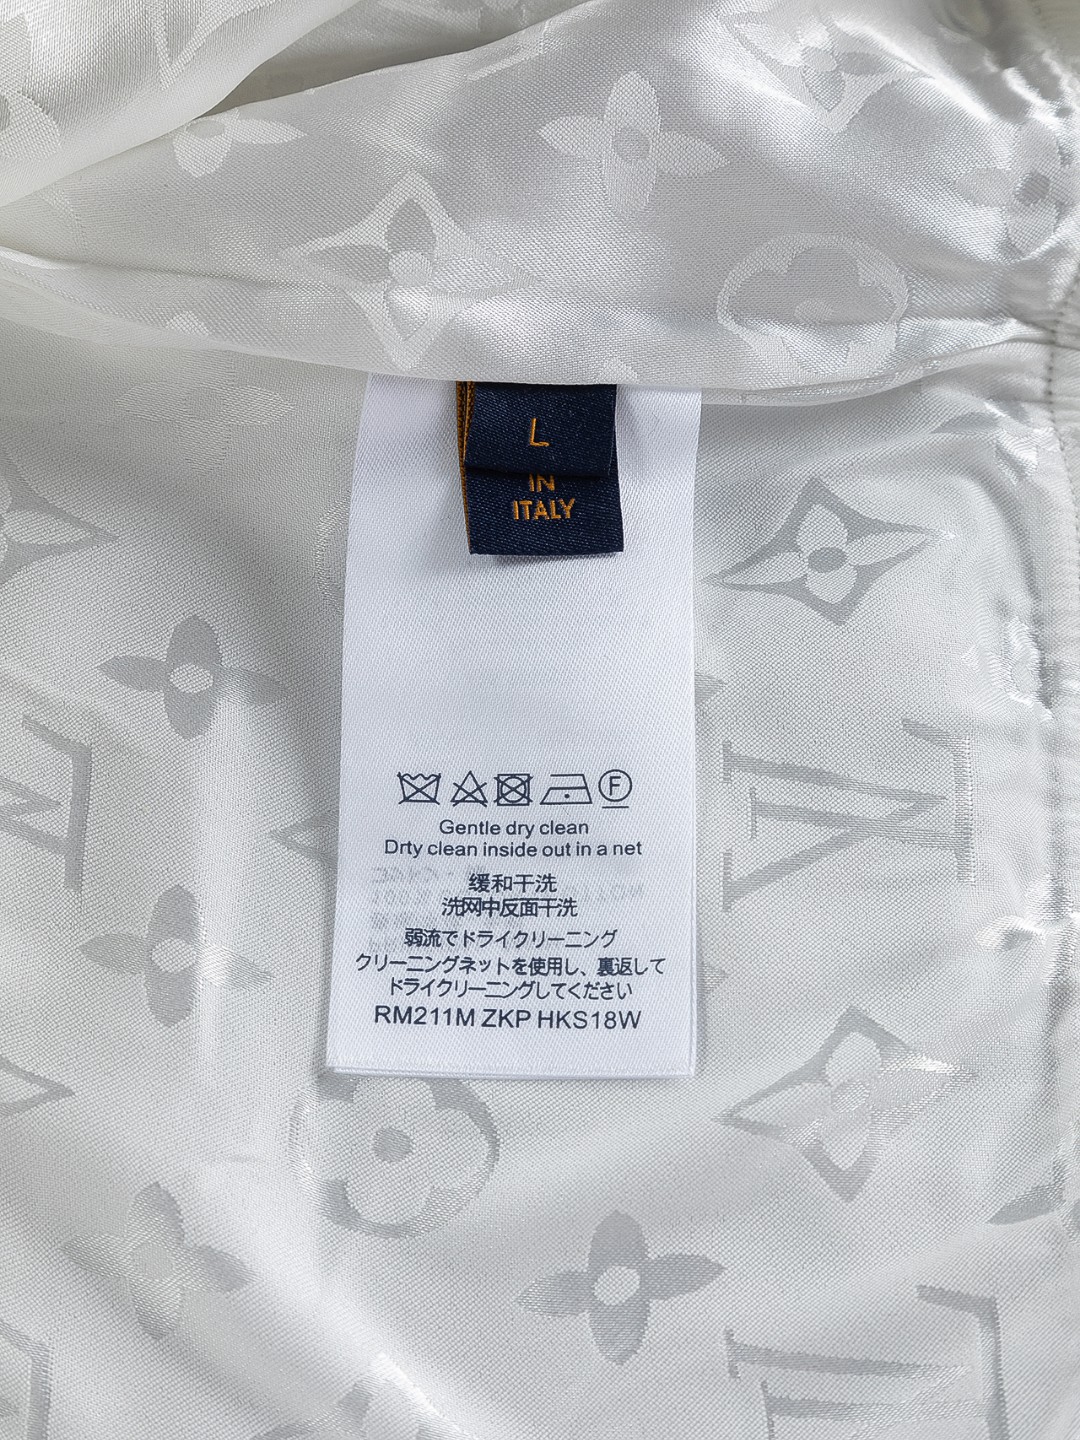 L
IN
ITALY
F
Gentle dry clean
Drty clean inside out in a net
缓和干洗
洗网中反面干洗
弱流でドライクリーニング
クリーニングネットを使用し、裏返して
ドライクリーニングしてください
RM211M ZKP HKS18W